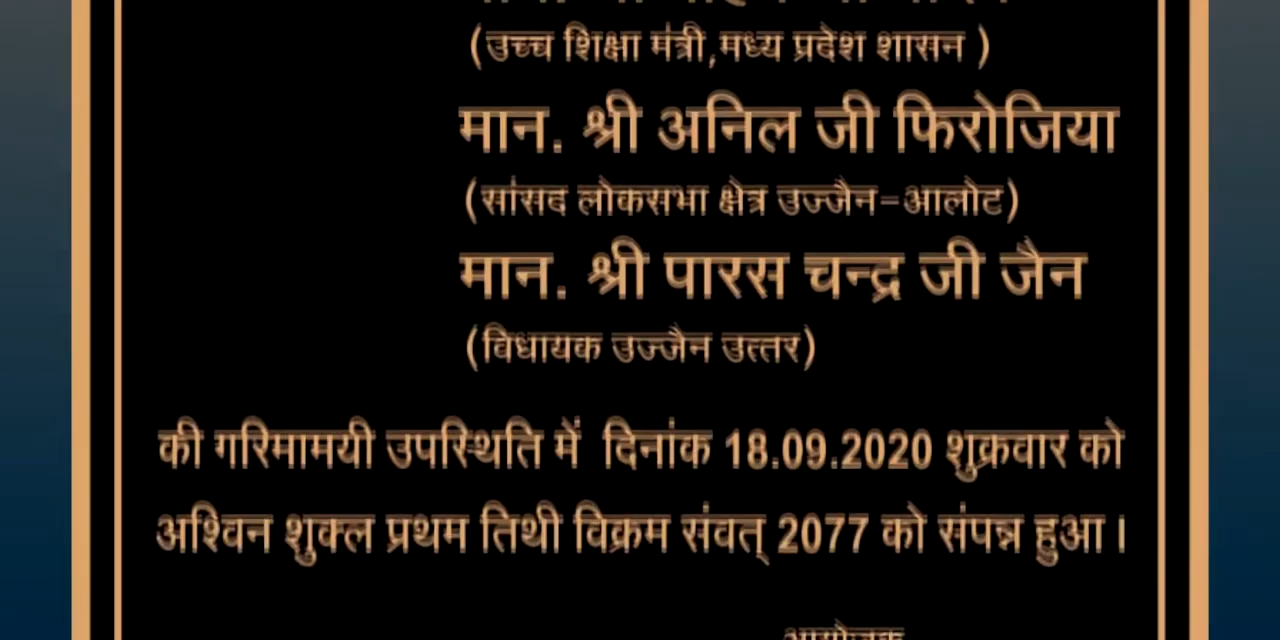 (उच्च शिक्षा मंत्री,मध्य प्रदेश शासन )
मान. श्री अनिल जी फिरोजिया
(सांसद लोकसभा क्षेत्र उज्जैन-आलोट)
मान. श्री पारस चन्द्र जी जैन
(विधायक उज्जैन उत्तर)
की गरिमामयी उपस्थिति में दिनांक 18.09.2020 शुक्रवार को
अश्विन शुक्ल प्रथम तिथी विक्रम संवत् 2077 को संपन्न हुआ ।